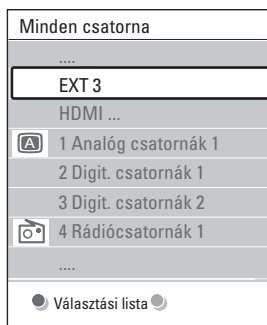 Minden csatorna
....
EXT 3
HDMI ...
A 1 Analóg csatornák 1
2 Digit. csatornák 1
3 Digit. csatornák 2
4 Rádiócsatornák 1
....
Választási lista